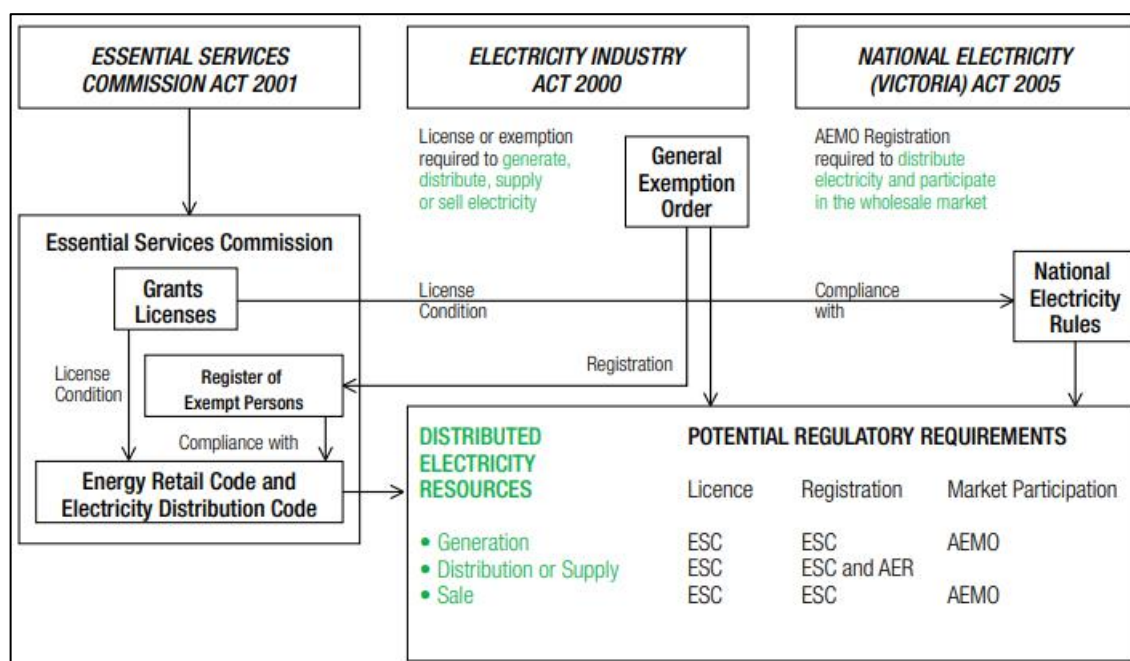 ESSENTIAL SERVICES
COMMISSION ACT 2001
ELECTRICITY INDUSTRY
ACT 2000
NATIONAL ELECTRICITY
(VICTORIA) ACT 2005
License or exemption
required to generate,
distribute, supply
or sell electricity
General
Exemption
Order
AEMO Registration
required to distribute
electricity and participate
in the wholesale market
Essential Services Commission
Grants
Licenses
License
Condition
Compliance
with
National
Electricity
Rules
License
Condition
Register of
Exempt Persons
Registration
Compliance with
Energy Retail Code and
Electricity Distribution Code
DISTRIBUTED
ELECTRICITY
RESOURCES
POTENTIAL REGULATORY REQUIREMENTS
Licence Registration Market Participation
• Generation ESC ESC AEMO
• Distribution or Supply ESC ESC and AER
• Sale ESC ESC AEMO